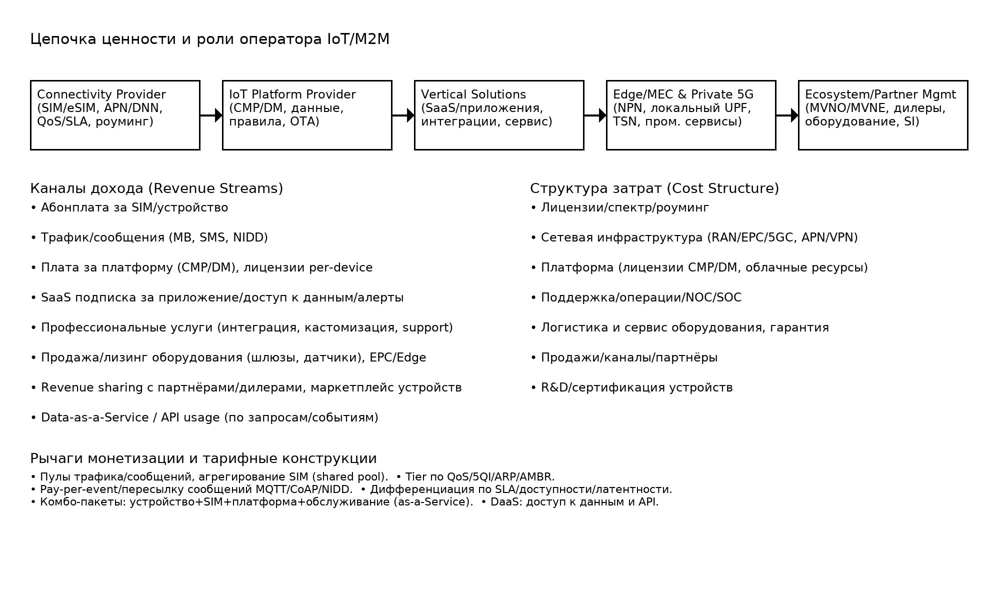 Цепочка ценности и роли оператора IoT/M2M
Connectivity Provider
(SIM/eSIM, APN/DNN,
QoS/SLA, роуминг)
IoT Platform Provider
(CMP/DM, данные,
правила, OTA)
Vertical Solutions
(SaaS/приложения,
интеграции, сервис)
Edge/MEC & Private 5G
(NPN, локальный UPF,
TSN, пром. сервисы)
Ecosystem/Partner Mgmt
(MVNO/MVNE, дилеры,
оборудование, SI)
Каналы дохода (Revenue Streams)
• Абонплата за SIM/устройство
• Трафик/сообщения (MB, SMS, NIDD)
• Плата за платформу (CMP/DM), лицензии per-device
• SaaS подписка за приложение/доступ к данным/алерты
• Профессиональные услуги (интеграция, кастомизация, support)
• Продажа/лизинг оборудования (шлюзы, датчики), EPC/Edge
• Revenue sharing с партнёрами/дилерами, маркетплейс устройств
• Data-as-a-Service / API usage (по запросам/событиям)
Структура затрат (Cost Structure)
• Лицензии/спектр/роуминг
• Сетевая инфраструктура (RAN/EPC/5GC, APN/VPN)
• Платформа (лицензии CMP/DM, облачные ресурсы)
• Поддержка/операции/NOC/SOC
• Логистика и сервис оборудования, гарантия
• Продажи/каналы/партнёры
• R&D/сертификация устройств
Рычаги монетизации и тарифные конструкции
• Пулы трафика/сообщений, агрегирование SIM (shared pool).  • Tier по QoS/5QI/ARP/AMBR.
• Pay-per-event/пересылку сообщений MQTT/CoAP/NIDD.  • Дифференциация по SLA/доступности/латентности.
• Комбо-пакеты: устройство+SIM+платформа+обслуживание (as-a-Service).  • DaaS: доступ к данным и API.